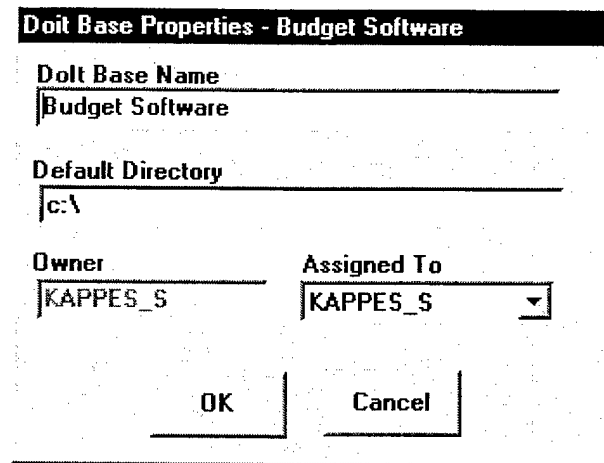 Doit Base Properties - Budget Software
DoIt Base Name
Budget Software
Default Directory
c:\
Owner Assigned To
KAPPES_S KAPPES_S
OK Cancel